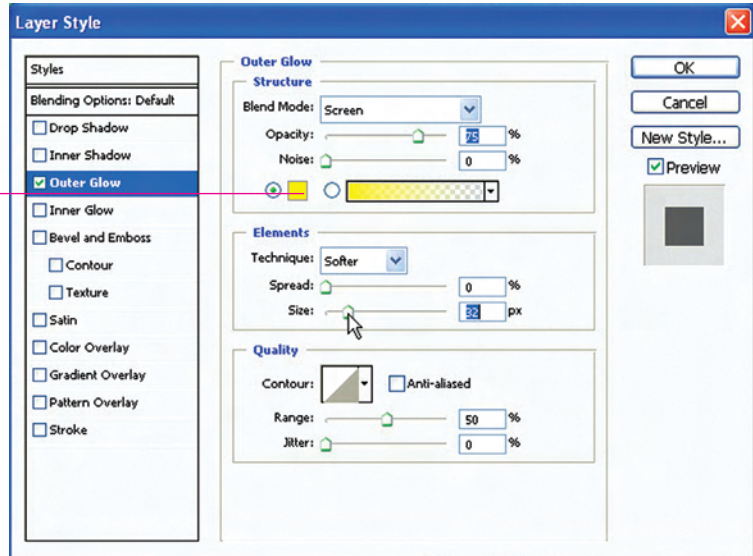 Layer Style
Styles
Blending Options: Default
Drop Shadow
Inner Shadow
Outer Glow
Inner Glow
Bevel and Emboss
Contour
Texture
Satin
Color Overlay
Gradient Overlay
Pattern Overlay
Stroke
Outer Glow
Structure
Blend Mode: Screen
Opacity: 75 %
Noise: 0 %
Elements
Technique: Softer
Spread: 0 %
Size: 32 px
Quality
Contour: Anti-aliased
Range: 50 %
Jitter: 0 %
OK
Cancel
New Style...
Preview